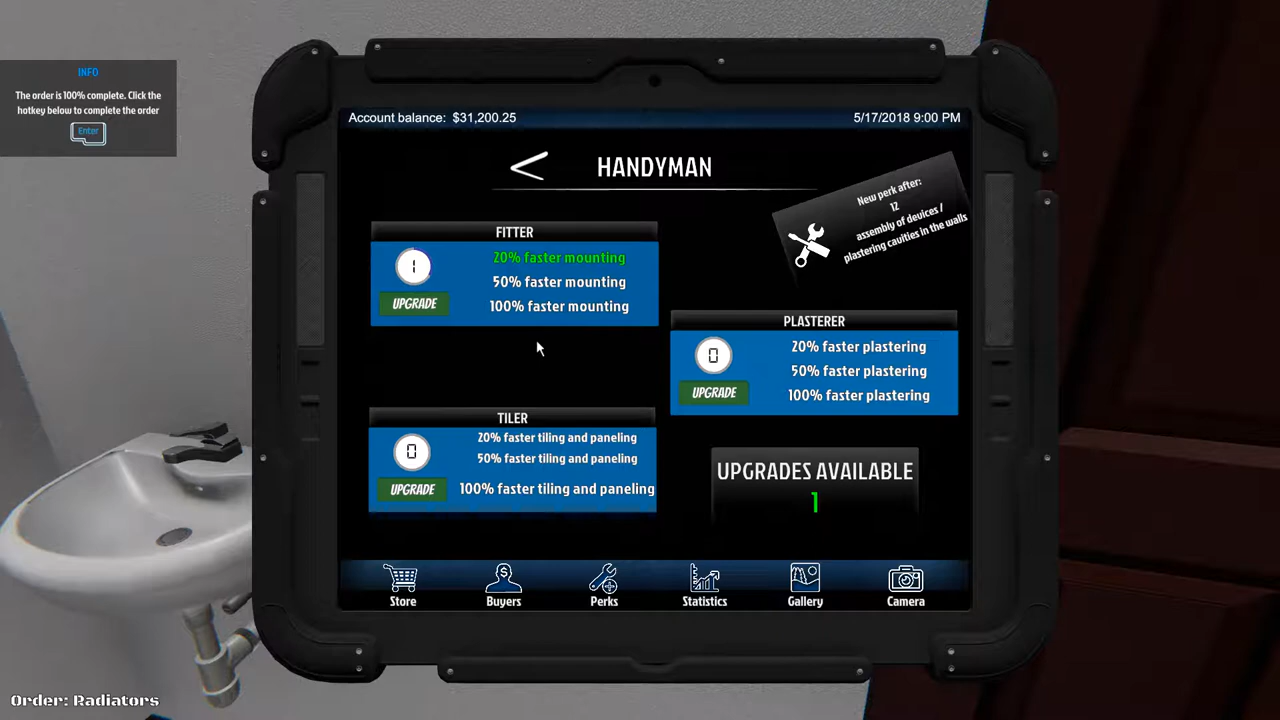 INFO
The order is 100% complete. Click the
hotkey below to complete the order
Enter
Account balance: $31,200.25
5/17/2018 9:00 PM
<
HANDYMAN
New perk after:
12
assembly of devices /
plastering cavities in the walls
FITTER
1
UPGRADE
20% faster mounting
50% faster mounting
100% faster mounting
PLASTERER
0
UPGRADE
20% faster plastering
50% faster plastering
100% faster plastering
TILER
0
UPGRADE
20% faster tiling and paneling
50% faster tiling and paneling
100% faster tiling and paneling
UPGRADES AVAILABLE
1
Store
Buyers
Perks
Statistics
Gallery
Camera
Order: Radiators